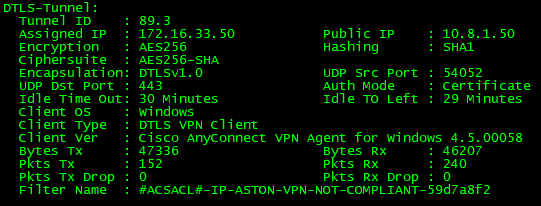 DTLS-Tunnel:
Tunnel ID : 89.3
Assigned IP : 172.16.33.50 Public IP : 10.8.1.50
Encryption : AES256 Hashing : SHA1
Ciphersuite : AES256-SHA
Encapsulation: DTLSv1.0 UDP Src Port : 54052
UDP Dst Port : 443 Auth Mode : Certificate
Idle Time Out: 30 Minutes Idle TO Left : 29 Minutes
Client OS : Windows
Client Type : DTLS VPN Client
Client Ver : Cisco AnyConnect VPN Agent for Windows 4.5.00058
Bytes Tx : 47336 Bytes Rx : 46207
Pkts Tx : 152 Pkts Rx : 240
Pkts Tx Drop : 0 Pkts Rx Drop : 0
Filter Name : #ACSACL#-IP-ASTON-VPN-NOT-COMPLIANT-59d7a8f2